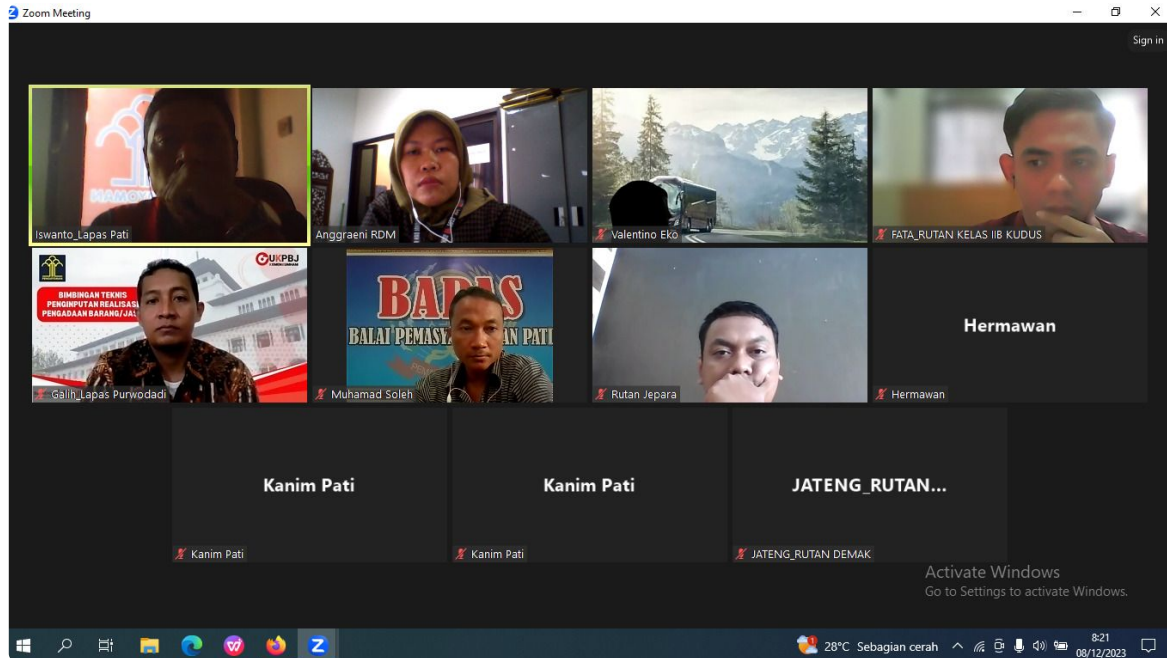 Zoom Meeting
Sign in
Iswanto_Lapas Pati
Anggraeni RDM
Valentino Eko
FATA_RUTAN KELAS IIB KUDUS
UKPBJ
BIMBINGAN TEKNIS
PENGINPUTAN REALISASI
PENGADAAN BARANG/JAS
Galih_Lapas Purwodadi
BAPAS
BALAI PEMASY AN PATI
Muhamad Soleh
Rutan Jepara
Hermawan
Hermawan
Kanim Pati
Kanim Pati
JATENG_RUTAN...
Kanim Pati
Kanim Pati
JATENG_RUTAN DEMAK
Activate Windows
Go to Settings to activate Windows.
28°C Sebagian cerah
8:21
08/12/2023